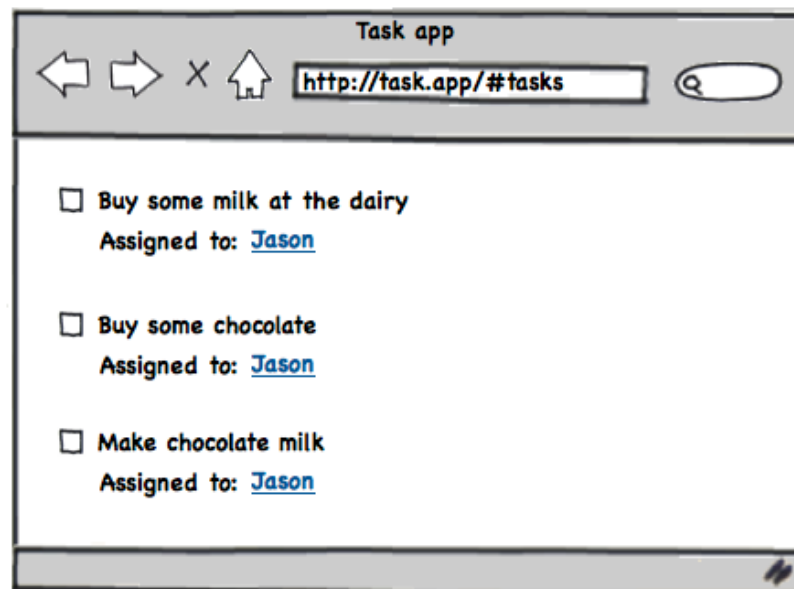 Task app
http://task.app/#tasks
Buy some milk at the dairy
Assigned to: Jason
Buy some chocolate
Assigned to: Jason
Make chocolate milk
Assigned to: Jason